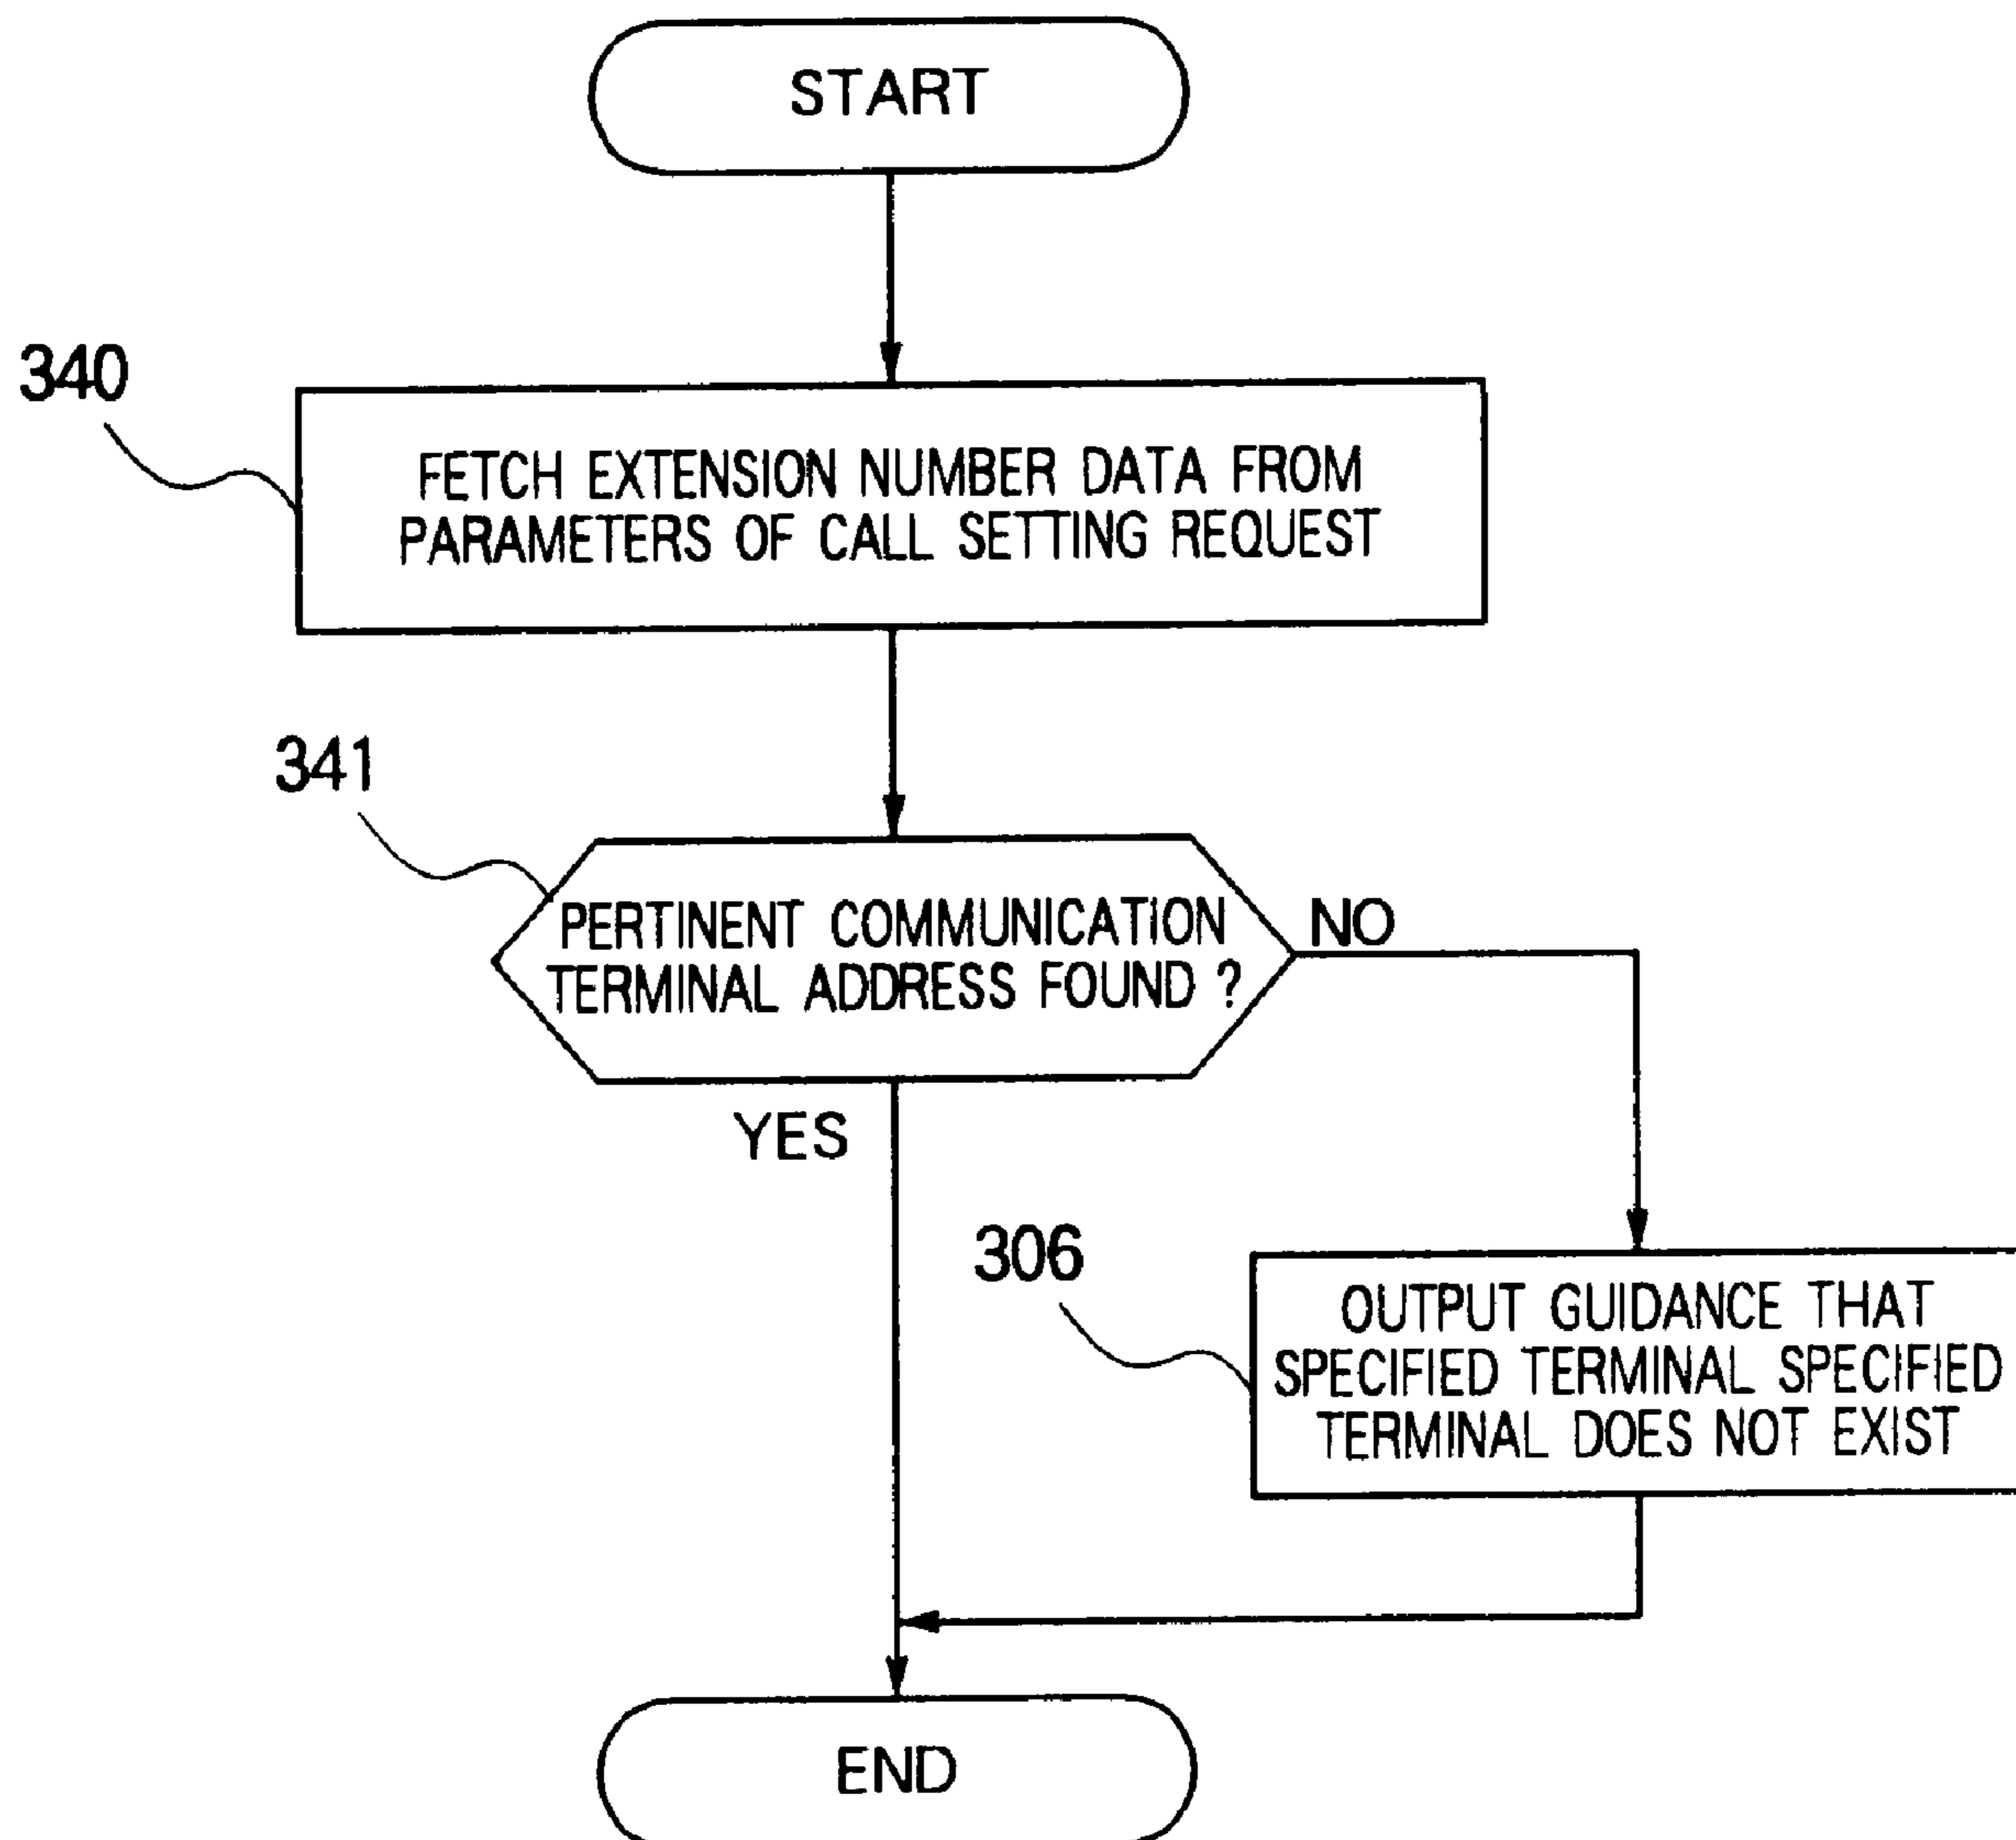 START
340
FETCH EXTENSION NUMBER DATA FROM
PARAMETERS OF CALL SETTING REQUEST
341
PERTINENT COMMUNICATION
TERMINAL ADDRESS FOUND ?
NO
YES
306
OUTPUT GUIDANCE THAT
SPECIFIED TERMINAL SPECIFIED
TERMINAL DOES NOT EXIST
END